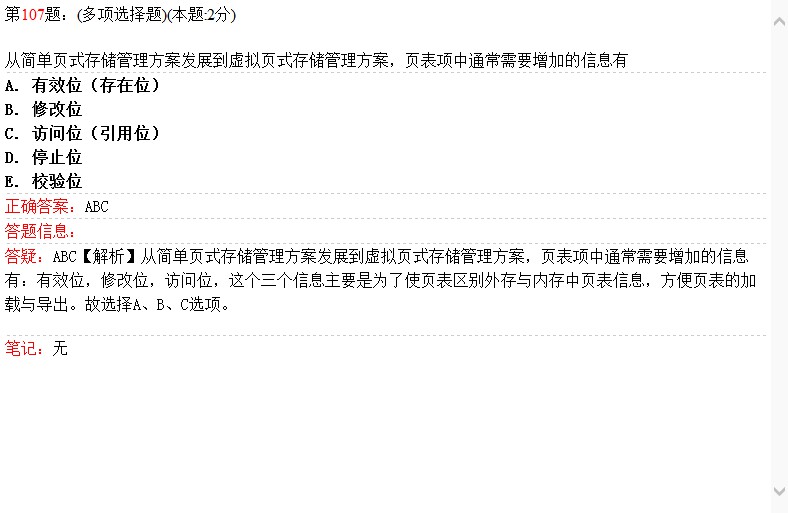 第107题：(多项选择题)(本题:2分)
从简单页式存储管理方案发展到虚拟页式存储管理方案，页表项中通常需要增加的信息有
A. 有效位（存在位）
B. 修改位
C. 访问位（引用位）
D. 停止位
E. 校验位
正确答案：ABC
答题信息：
答疑：ABC【解析】从简单页式存储管理方案发展到虚拟页式存储管理方案，页表项中通常需要增加的信息
有：有效位，修改位，访问位，这个三个信息主要是为了使页表区别外存与内存中页表信息，方便页表的加
载与导出。故选择A、B、C选项。
笔记：无